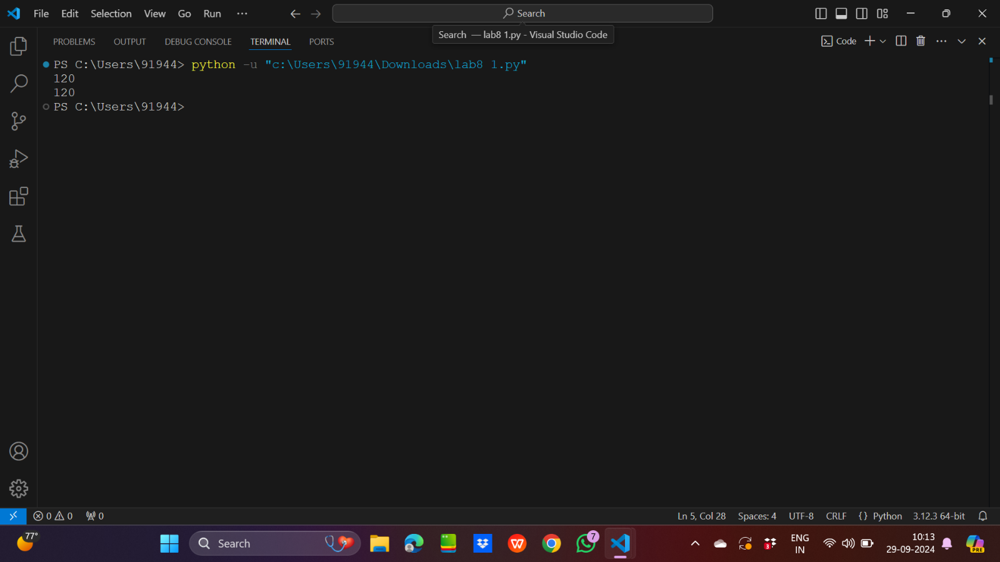 File Edit Selection View Go Run ···
Search
Search — lab8 1.py - Visual Studio Code
PROBLEMS OUTPUT DEBUG CONSOLE TERMINAL PORTS
Code
PS C:\Users\91944> python -u "c:\Users\91944\Downloads\lab8 1.py"
120
120
PS C:\Users\91944>
0 0 0
Ln 5, Col 28 Spaces: 4 UTF-8 CRLF {} Python 3.12.3 64-bit
77°
Search
W
7
3
ENG
IN
10:13
29-09-2024
PRE